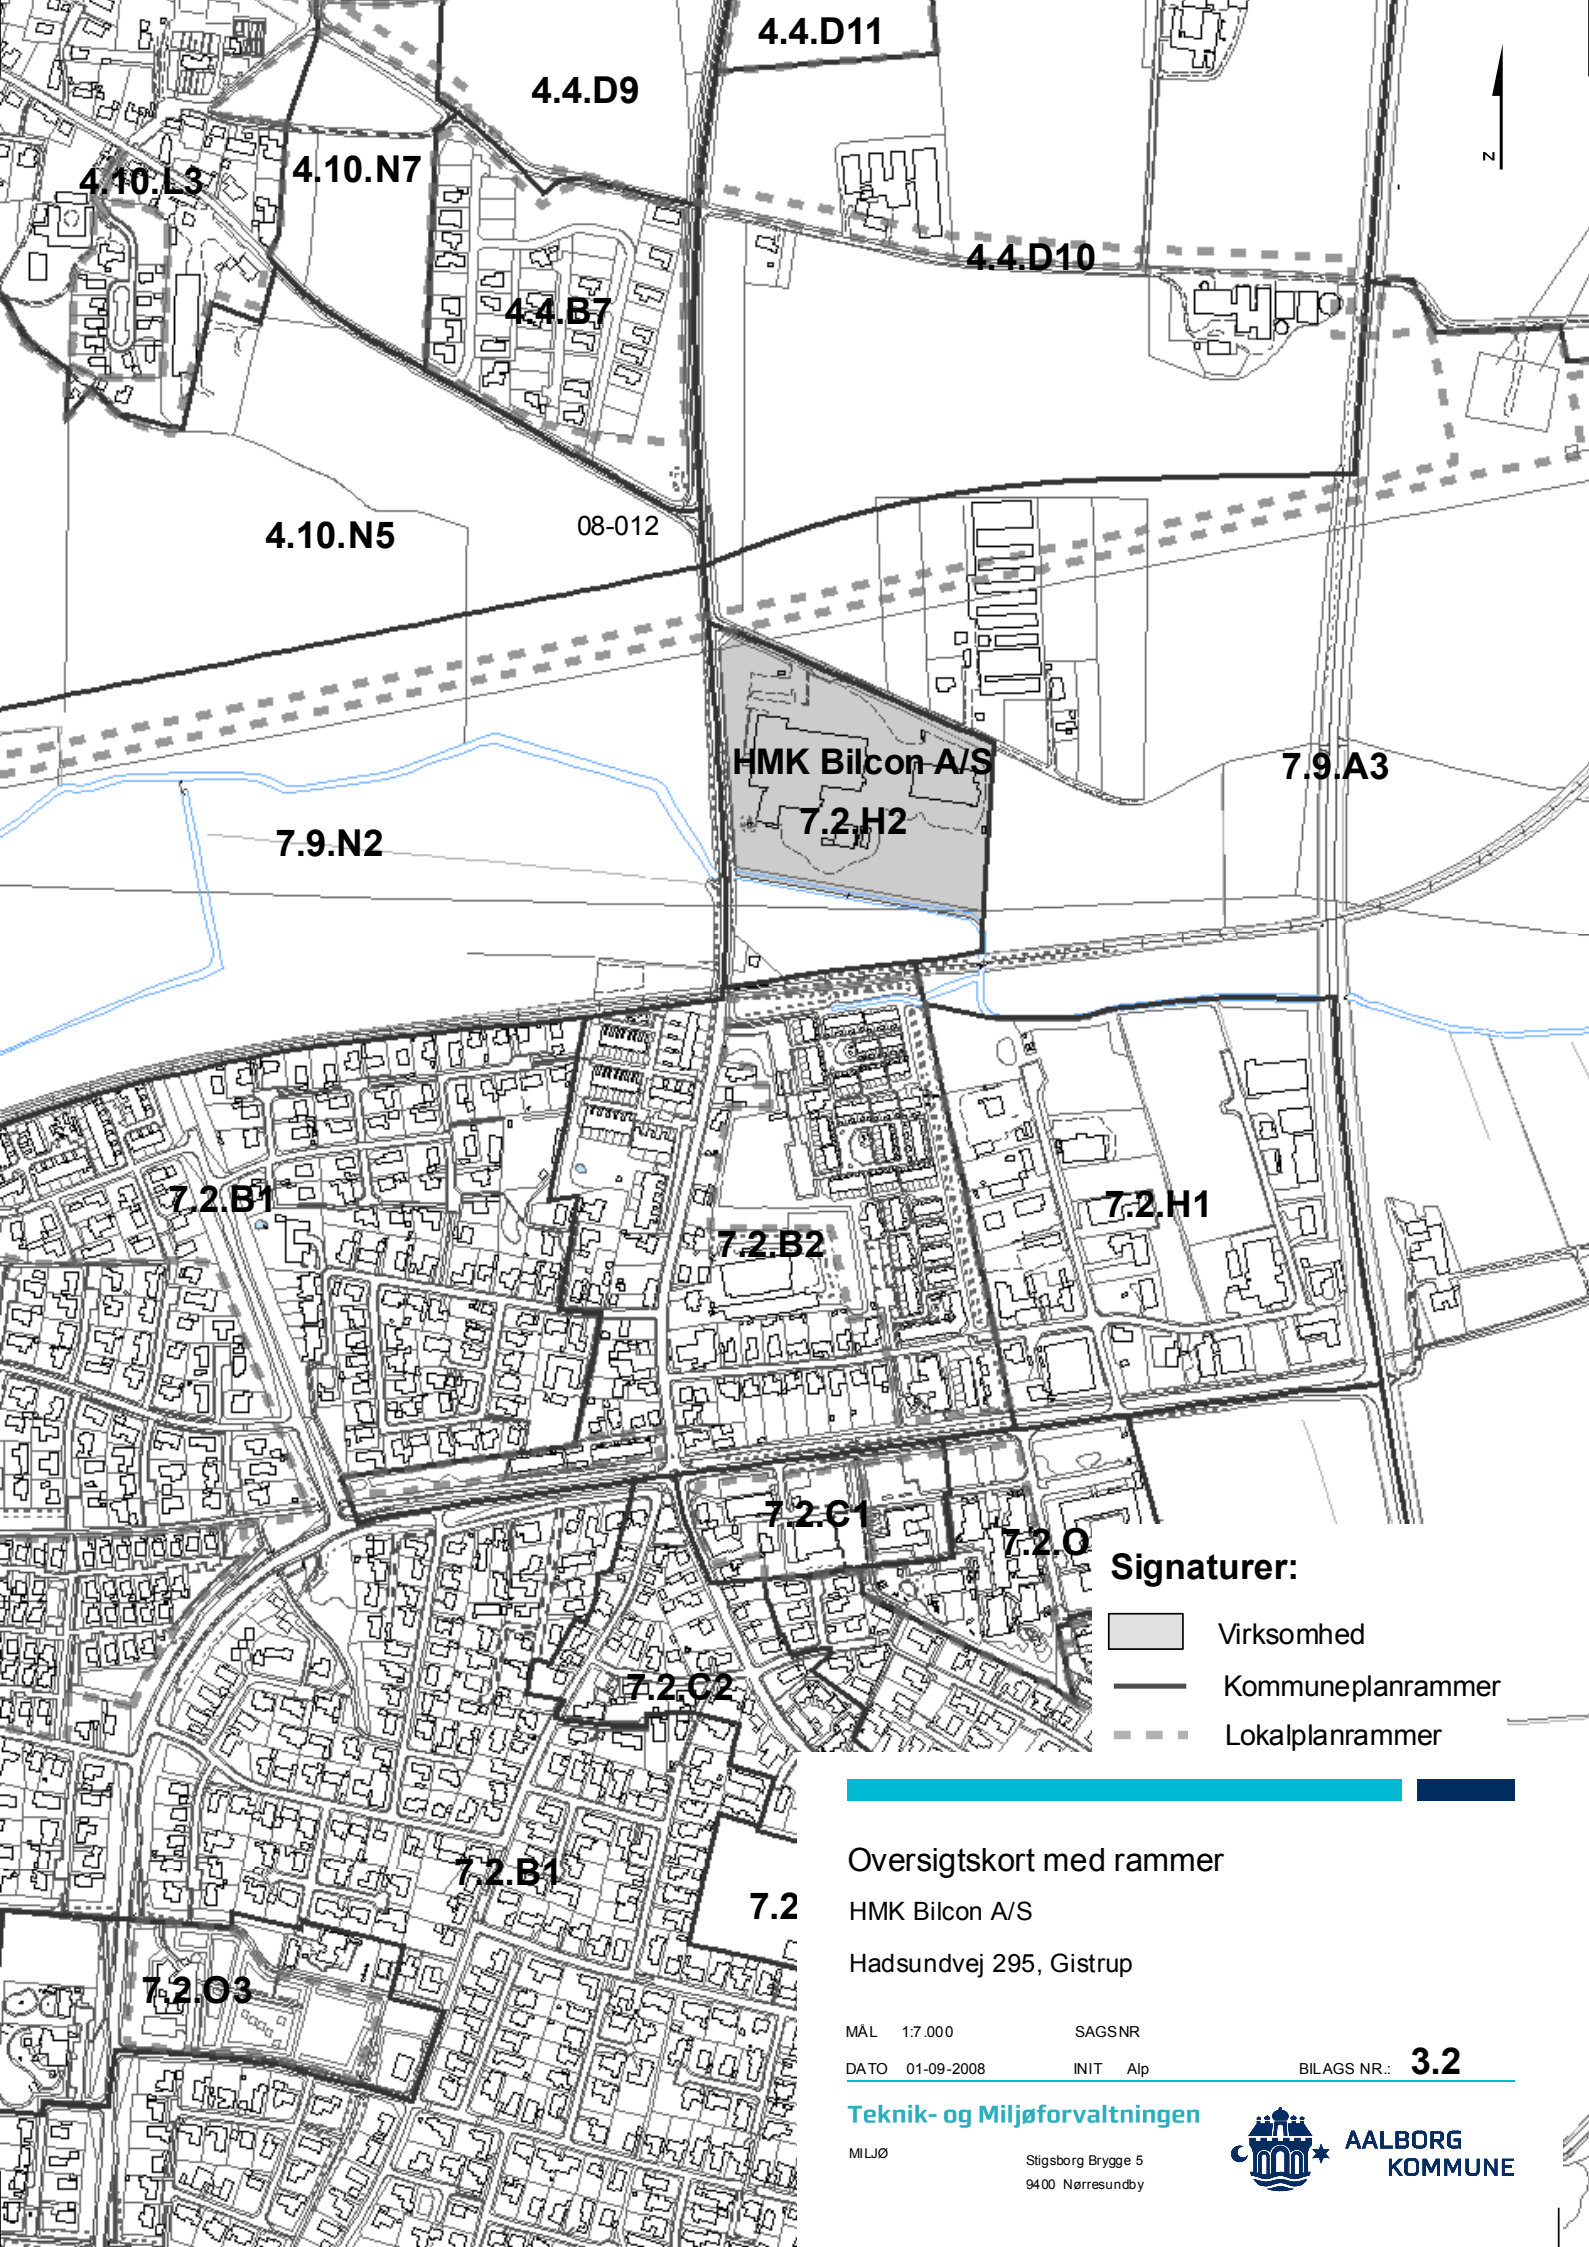 4.4.D11
4.4.D9
N
4.10.N7
4.10.L3
4.4.D10
4.4.B7
08-012
4.10.N5
HMK Bilcon A/S
7.9.A3
7.2.H2
7.9.N2
7.2.B1
7.2.H1
7.2.B2
7.2.C1
7.2.O
Signaturer:
Virksomhed
7.2.C2
Kommuneplanrammer
Lokalplanrammer
Oversigtskort med rammer
7.2.B1
7.2
HMK Bilcon A/S
Hadsundvej 295, Gistrup
7.2.O3
MÅL 1:7.000 SAGSNR
DATO 01-09-2008 INIT Alp BILAGS NR.: 3.2
Teknik- og Miljøforvaltningen
MILJØ
Stigsborg Brygge 5
9400 Nørresundby
AALBORG
KOMMUNE